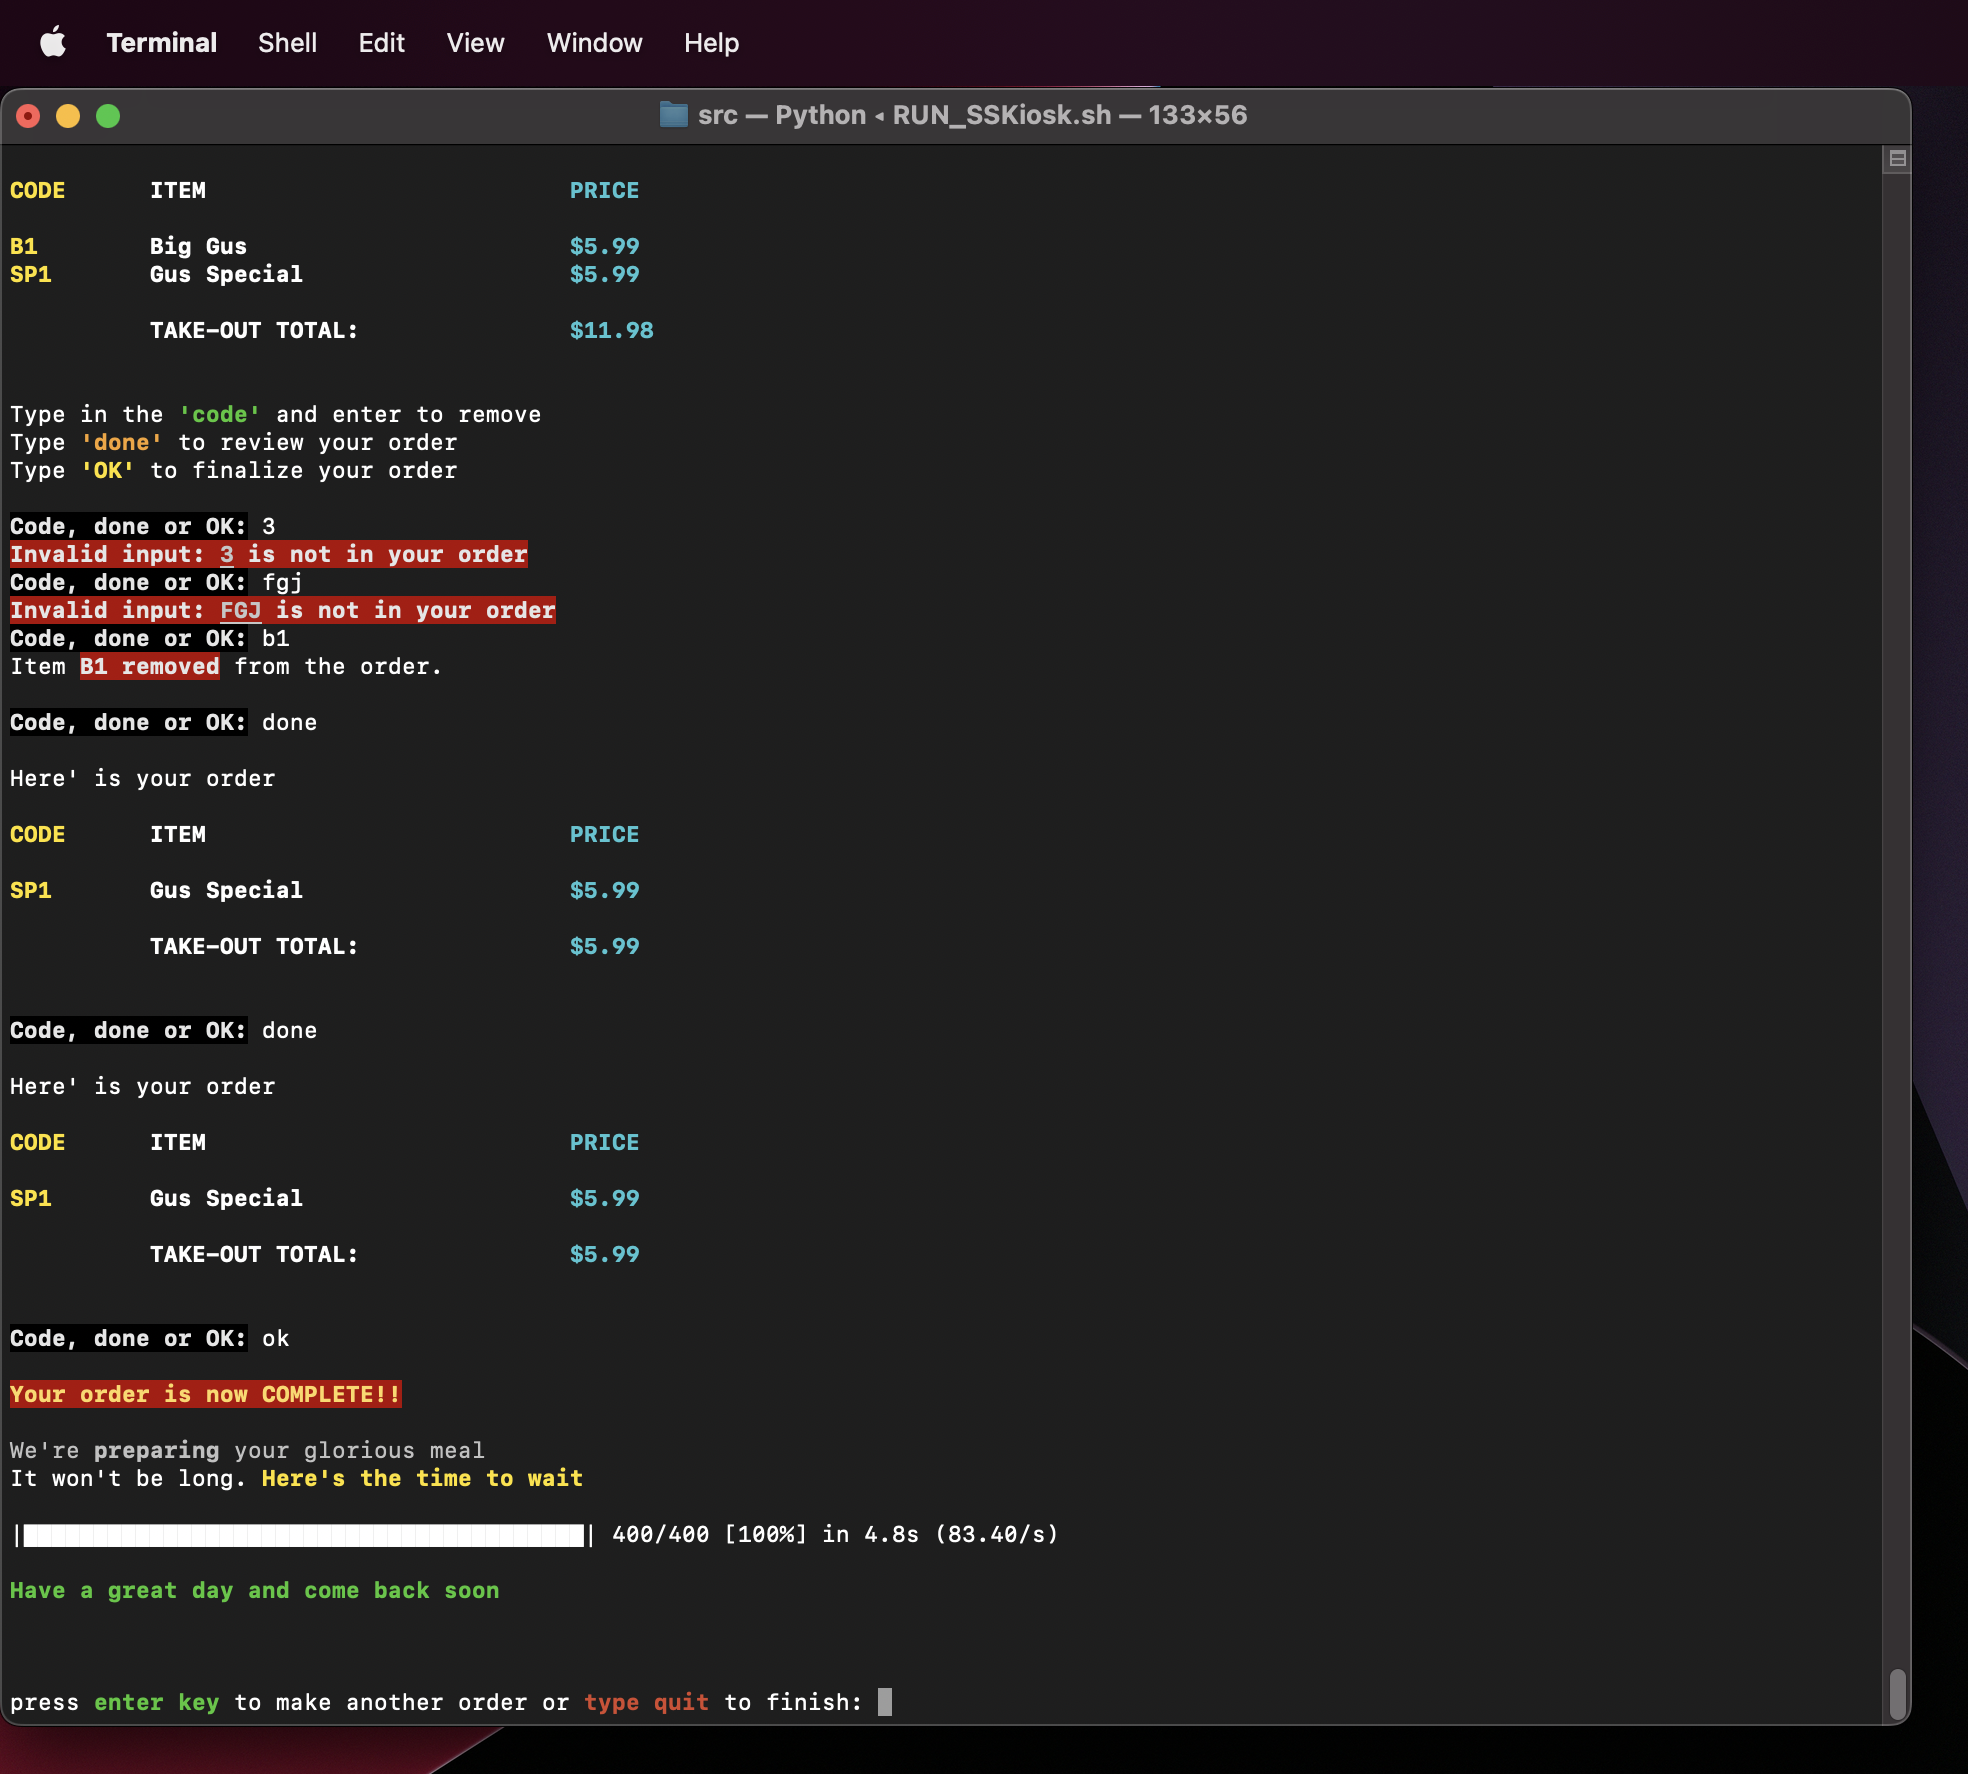 Terminal Shell Edit View Window Help
src — Python ◂ RUN_SSKiosk.sh — 133×56
CODE ITEM PRICE
B1 Big Gus $5.99
SP1 Gus Special $5.99
TAKE-OUT TOTAL: $11.98
Type in the 'code' and enter to remove
Type 'done' to review your order
Type 'OK' to finalize your order
Code, done or OK: 3
Invalid input: 3 is not in your order
Code, done or OK: fgj
Invalid input: FGJ is not in your order
Code, done or OK: b1
Item B1 removed from the order.
Code, done or OK: done
Here' is your order
CODE ITEM PRICE
SP1 Gus Special $5.99
TAKE-OUT TOTAL: $5.99
Code, done or OK: done
Here' is your order
CODE ITEM PRICE
SP1 Gus Special $5.99
TAKE-OUT TOTAL: $5.99
Code, done or OK: ok
Your order is now COMPLETE!!
We're preparing your glorious meal
It won't be long. Here's the time to wait
400/400 [100%] in 4.8s (83.40/s)
Have a great day and come back soon
press enter key to make another order or type quit to finish: